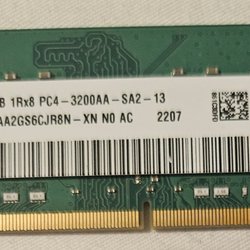 B 1Rx8 PC4-3200AA-SA2-13
AA2GS6CJR8N-XN N0 AC 2207